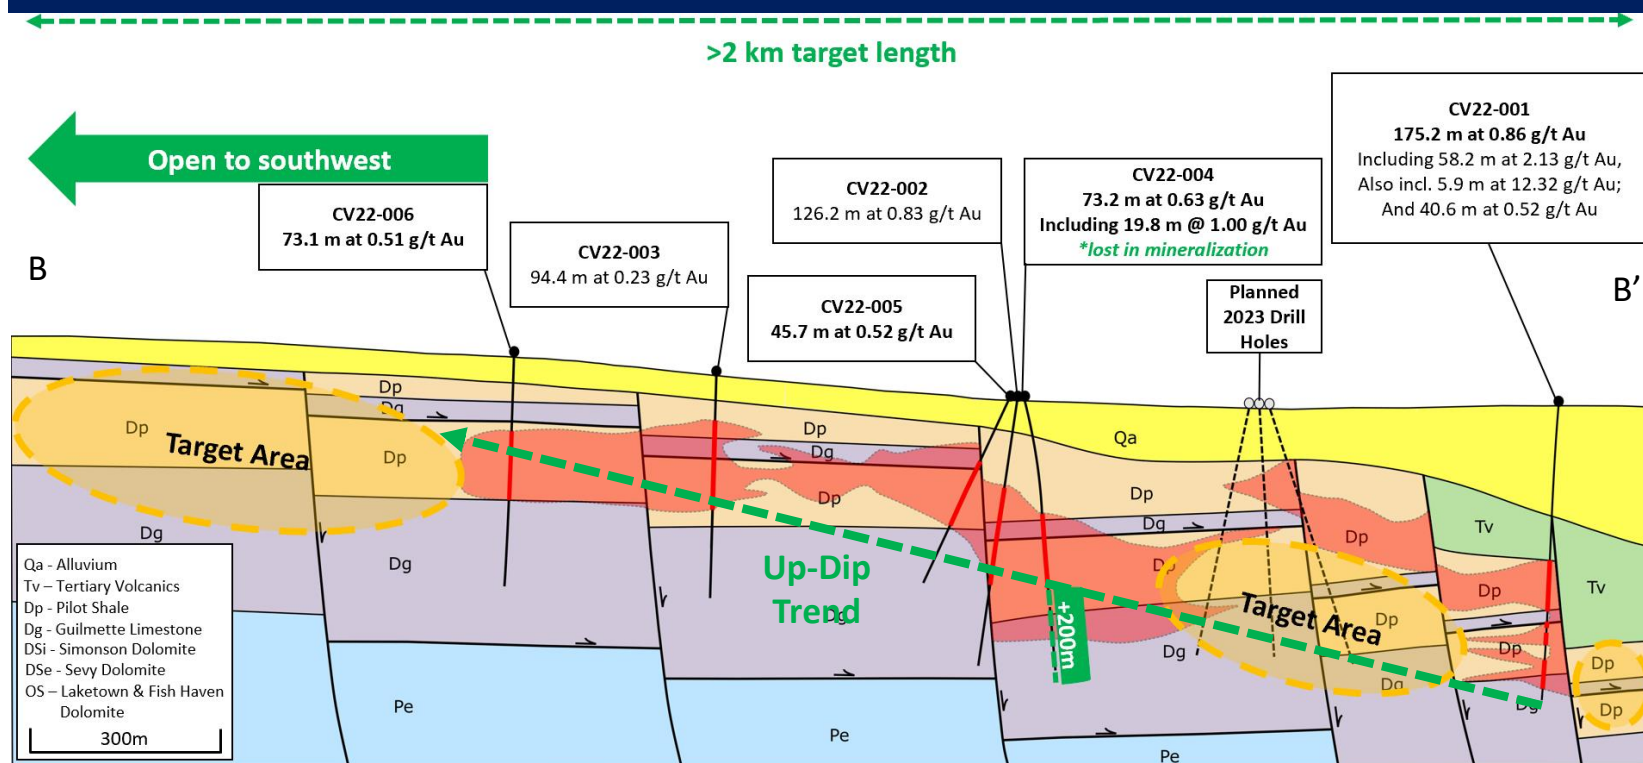 >2 km target length
Open to southwest
CV22-001
175.2 m at 0.86 g/t Au
Including 58.2 m at 2.13 g/t Au,
Also incl. 5.9 m at 12.32 g/t Au;
And 40.6 m at 0.52 g/t Au
CV22-002
126.2 m at 0.83 g/t Au
CV22-004
73.2 m at 0.63 g/t Au
Including 19.8 m @ 1.00 g/t Au
*lost in mineralization
CV22-006
73.1 m at 0.51 g/t Au
CV22-003
94.4 m at 0.23 g/t Au
CV22-005
45.7 m at 0.52 g/t Au
Planned
2023 Drill
Holes
B
B’
Dp
Dg
Dp
Target Area
Dp
Dg
Dg
Pe
Dp
Dg
Dp
Up-Dip
Trend
Dg
Pe
Qa
Dp
Dg
Dp
+200m
Dg
Pe
Target Area
Dp
Dp
Dg
Tv
Dp
Dp
Dg
Tv
Dp
Dp
Qa - Alluvium
Tv – Tertiary Volcanics
Dp - Pilot Shale
Dg - Guilmette Limestone
DSi - Simonson Dolomite
DSe - Sevy Dolomite
OS – Laketown & Fish Haven
Dolomite
300m